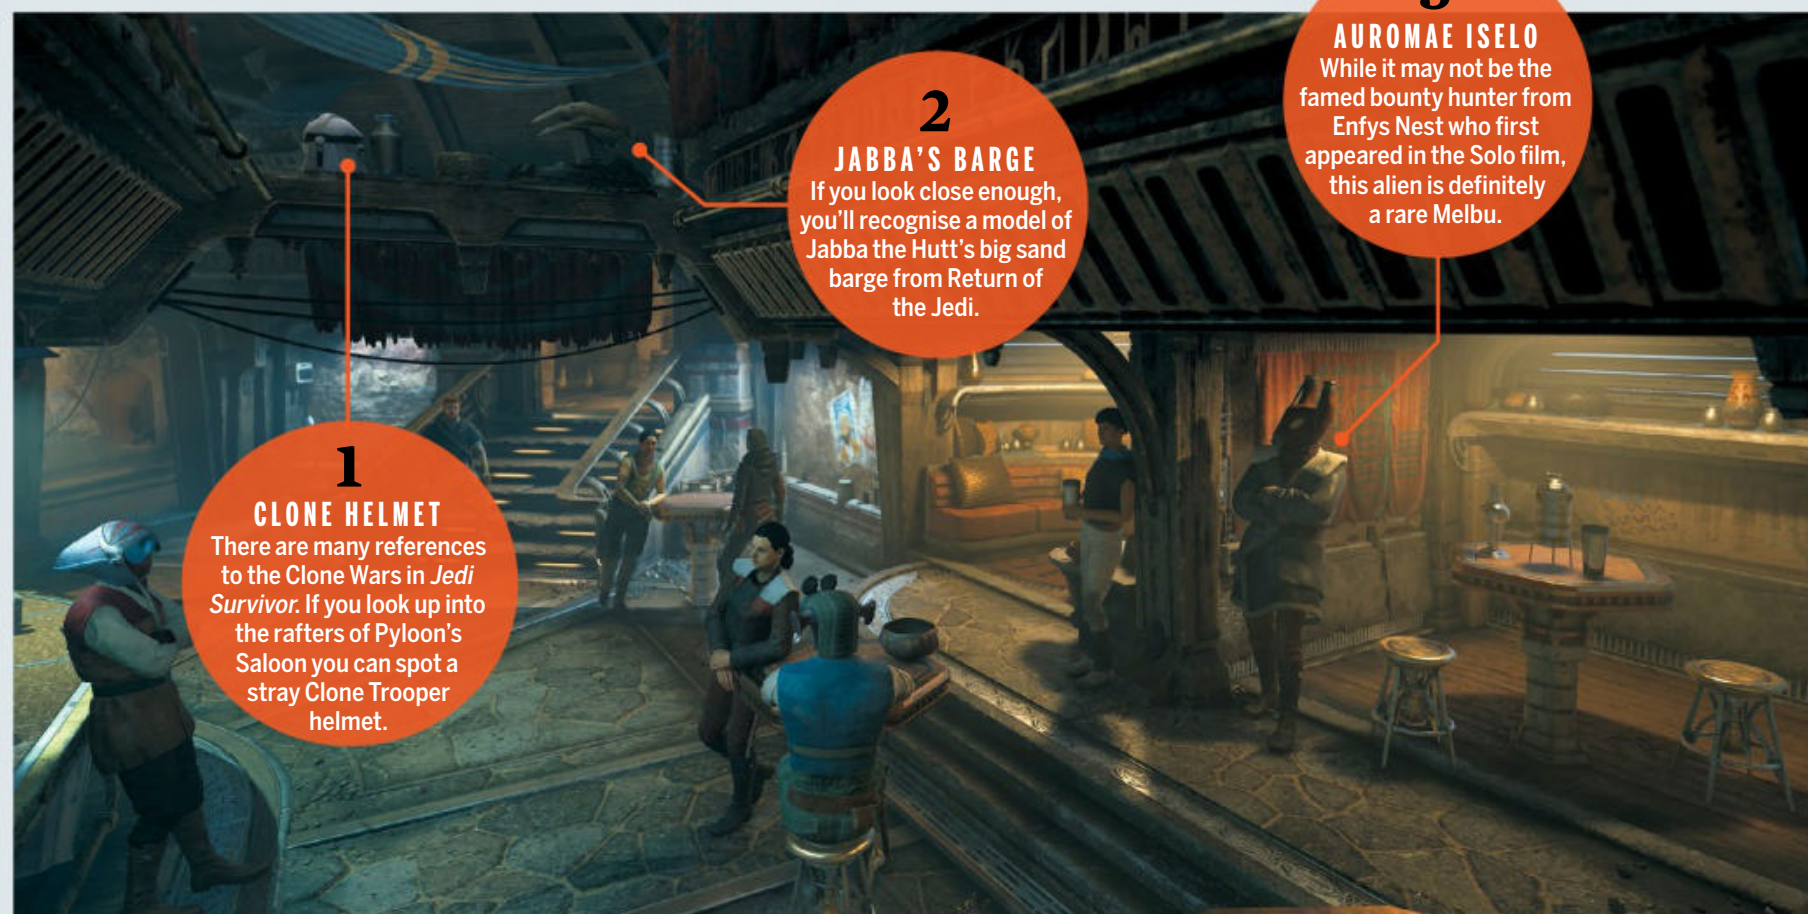 1
CLONE HELMET
There are many references
to the Clone Wars in Jedi
Survivor. If you look up into
the rafters of Pyloon's
Saloon you can spot a
stray Clone Trooper
helmet.
2
JABBA'S BARGE
If you look close enough,
you'll recognise a model of
Jabba the Hutt's big sand
barge from Return of
the Jedi.
AUROMAE ISELO
While it may not be the
famed bounty hunter from
Enfys Nest who first
appeared in the Solo film,
this alien is definitely
a rare Melbu.